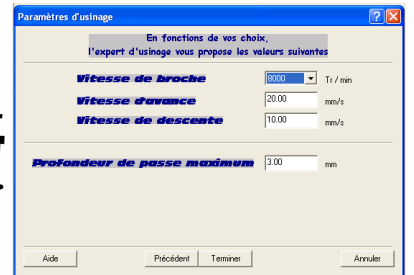 Paramètres d'usinage
En fonctions de vos choix,
l'expert d'usinage vous propose les valeurs suivantes
Vitesse de broche 8000 Tr / min
Vitesse d'avance 20.00 mm/s
Vitesse de descente 10.00 mm/s
Profondeur de passe maximum 3.00 mm
Aide Précédent Terminer Annuler